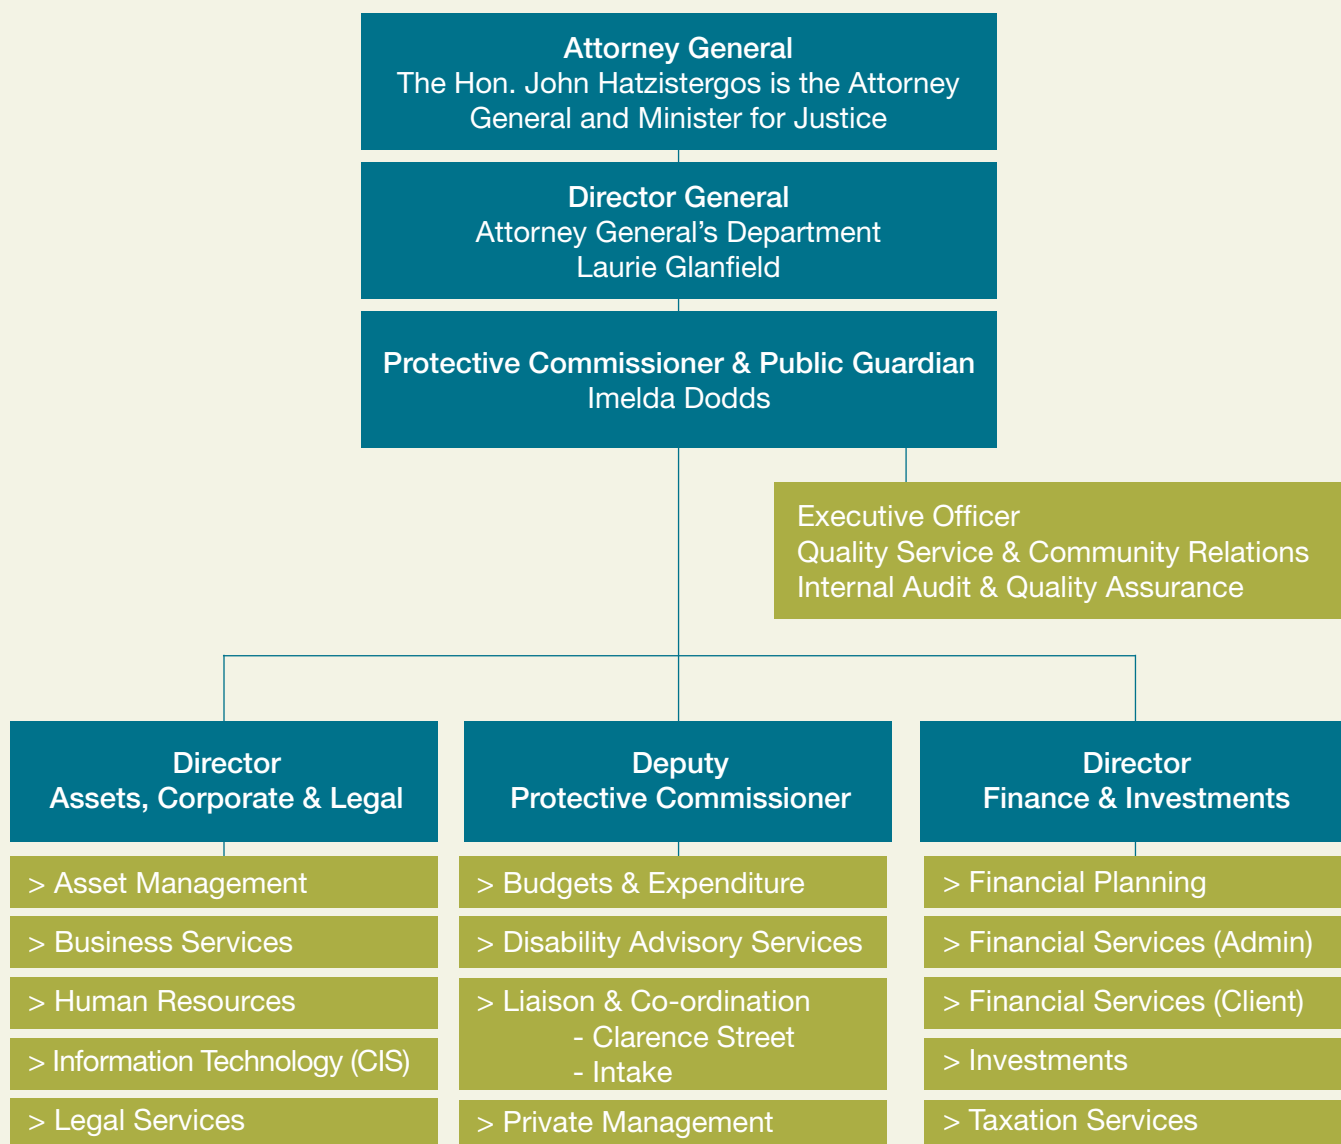 Attorney General
The Hon. John Hatzistergos is the Attorney
General and Minister for Justice
Director General
Attorney General’s Department
Laurie Glanfield
Protective Commissioner & Public Guardian
Imelda Dodds
Executive Officer
Quality Service & Community Relations
Internal Audit & Quality Assurance
Director
Assets, Corporate & Legal
> Asset Management
> Business Services
> Human Resources
> Information Technology (CIS)
> Legal Services
Deputy
Protective Commissioner
> Budgets & Expenditure
> Disability Advisory Services
> Liaison & Co-ordination
- Clarence Street
- Intake
> Private Management
Director
Finance & Investments
> Financial Planning
> Financial Services (Admin)
> Financial Services (Client)
> Investments
> Taxation Services